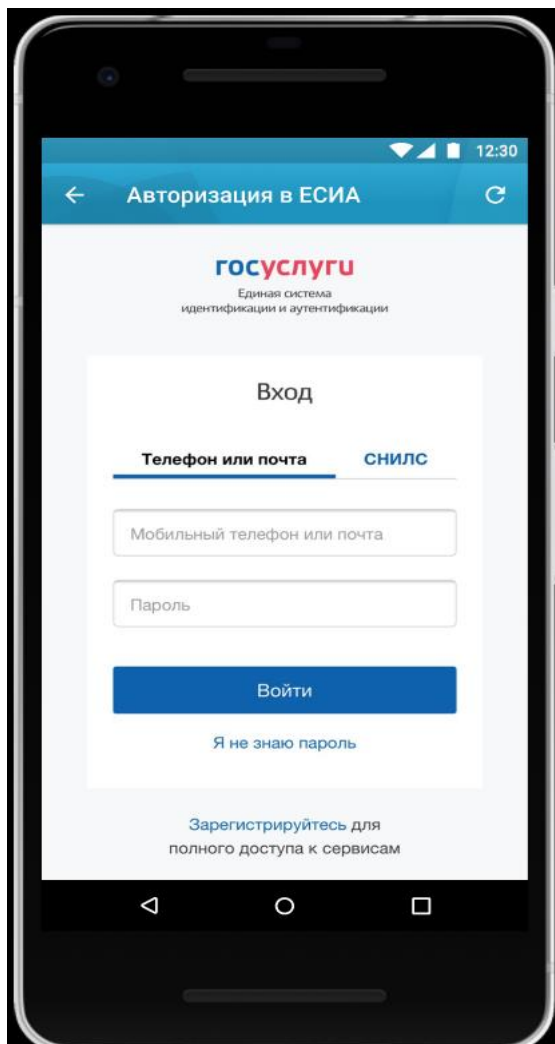 12:30
Авторизация в ЕСИА
госуслуги
Единая система
идентификации и аутентификации
Вход
Телефон или почта СНИЛС
Мобильный телефон или почта
Пароль
Войти
Я не знаю пароль
Зарегистрируйтесь для
полного доступа к сервисам